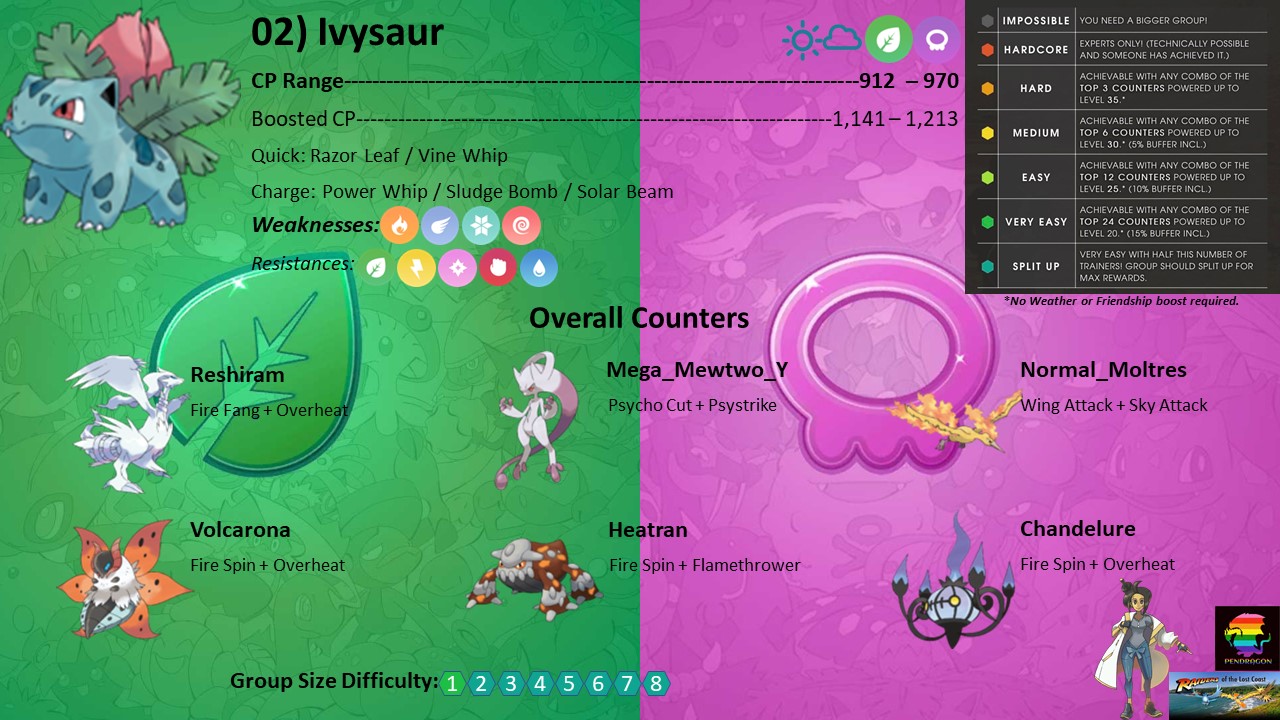 02) Ivysaur
CP Range----------912 – 970
Boosted CP----------1,141 – 1,213
Quick: Razor Leaf / Vine Whip
Charge: Power Whip / Sludge Bomb / Solar Beam
Weaknesses:
Resistances:
IMPOSSIBLE YOU NEED A BIGGER GROUP!
HARDCORE EXPERTS ONLY! (TECHNICALLY POSSIBLE
AND SOMEONE HAS ACHIEVED IT.)
HARD ACHIEVABLE WITH ANY COMBO OF THE
TOP 3 COUNTERS POWERED UP TO
LEVEL 35.*
MEDIUM ACHIEVABLE WITH ANY COMBO OF THE
TOP 6 COUNTERS POWERED UP TO
LEVEL 30.* (5% BUFFER INCL.)
EASY ACHIEVABLE WITH ANY COMBO OF THE
TOP 12 COUNTERS POWERED UP TO
LEVEL 25.* (10% BUFFER INCL.)
VERY EASY ACHIEVABLE WITH ANY COMBO OF THE
TOP 24 COUNTERS POWERED UP TO
LEVEL 20.* (15% BUFFER INCL.)
SPLIT UP VERY EASY WITH HALF THIS NUMBER OF
TRAINERS! GROUP SHOULD SPLIT UP FOR
MAX REWARDS.
*No Weather or Friendship boost required.
Overall Counters
Reshiram
Fire Fang + Overheat
Mega_Mewtwo_Y
Psycho Cut + Psystrike
Normal_Moltres
Wing Attack + Sky Attack
Volcarona
Fire Spin + Overheat
Heatran
Fire Spin + Flamethrower
Chandelure
Fire Spin + Overheat
Group Size Difficulty: 1 2 3 4 5 6 7 8
PENDRAGON
RAIDERS of the Lost Coast